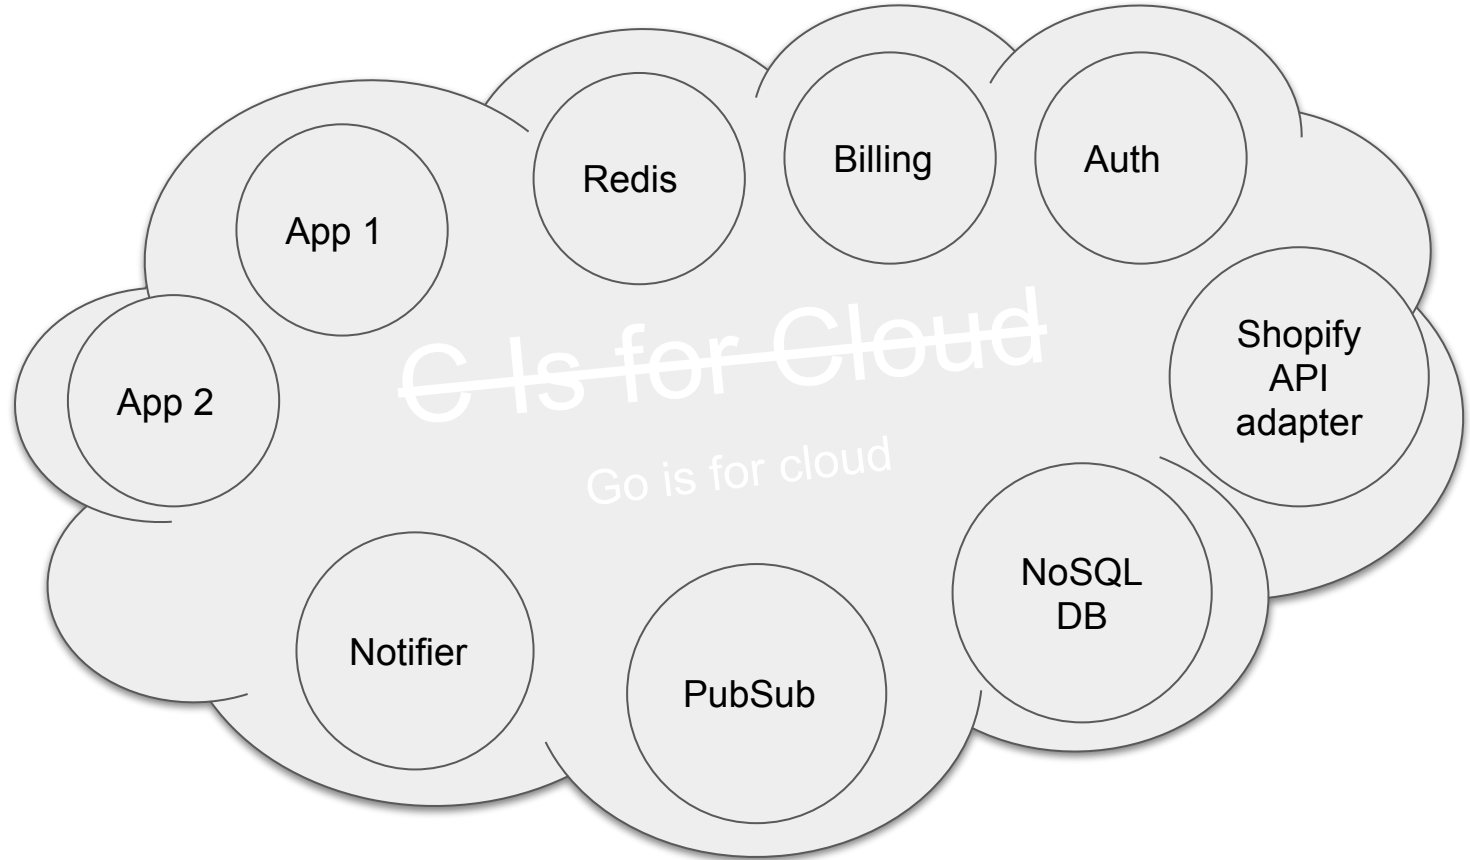 Redis
Billing
Auth
App 1
App 2
C Is for Cloud
Go is for cloud
Shopify
API
adapter
NoSQL
DB
Notifier
PubSub